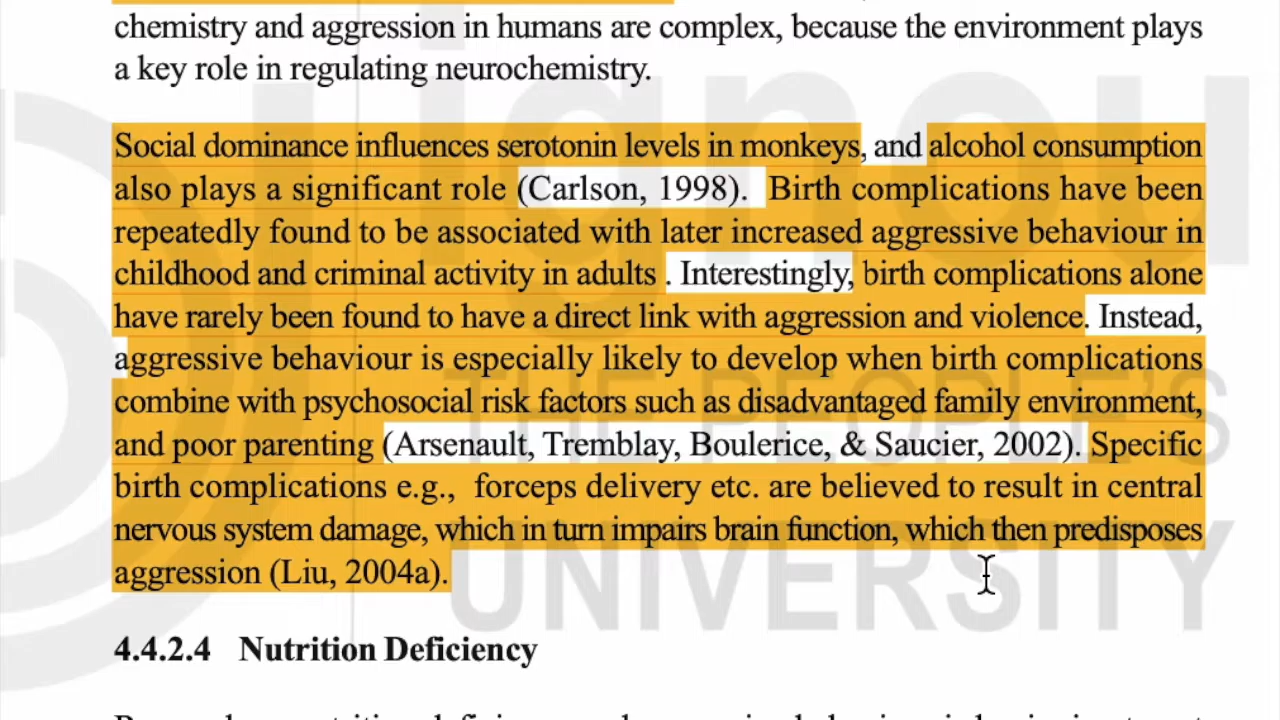 chemistry and aggression in humans are complex, because the environment plays
a key role in regulating neurochemistry.
Social dominance influences serotonin levels in monkeys, and alcohol consumption
also plays a significant role (Carlson, 1998). Birth complications have been
repeatedly found to be associated with later increased aggressive behaviour in
childhood and criminal activity in adults . Interestingly, birth complications alone
have rarely been found to have a direct link with aggression and violence. Instead,
aggressive behaviour is especially likely to develop when birth complications
combine with psychosocial risk factors such as disadvantaged family environment,
and poor parenting (Arsenault, Tremblay, Boulerice, & Saucier, 2002). Specific
birth complications e.g., forceps delivery etc. are believed to result in central
nervous system damage, which in turn impairs brain function, which then predisposes
aggression (Liu, 2004a).
4.4.2.4 Nutrition Deficiency
ignou
THE PEOPLE'S
UNIVERSITY